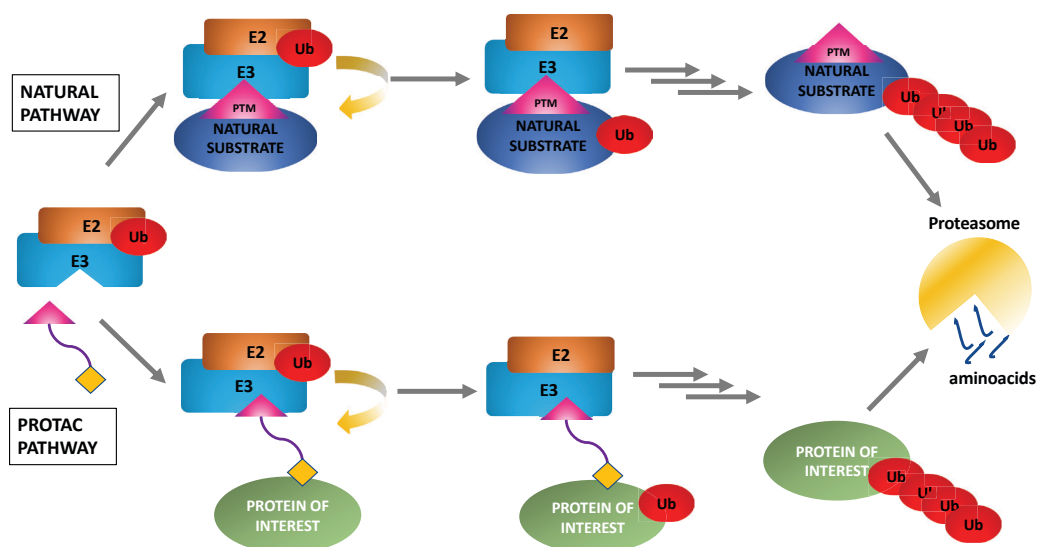 E2
Ub
E3
PTM
NATURAL
SUBSTRATE
E2
E3
PTM
NATURAL
SUBSTRATE
Ub
PTM
NATURAL
SUBSTRATE
Ub
Ub
Ub
NATURAL
PATHWAY
E2
Ub
E3
Proteasome
aminoacids
PROTAC
PATHWAY
E2
Ub
E3
PROTEIN OF
INTEREST
E2
E3
PROTEIN OF
INTEREST
Ub
PROTEIN OF
INTEREST
Ub
Ub
Ub